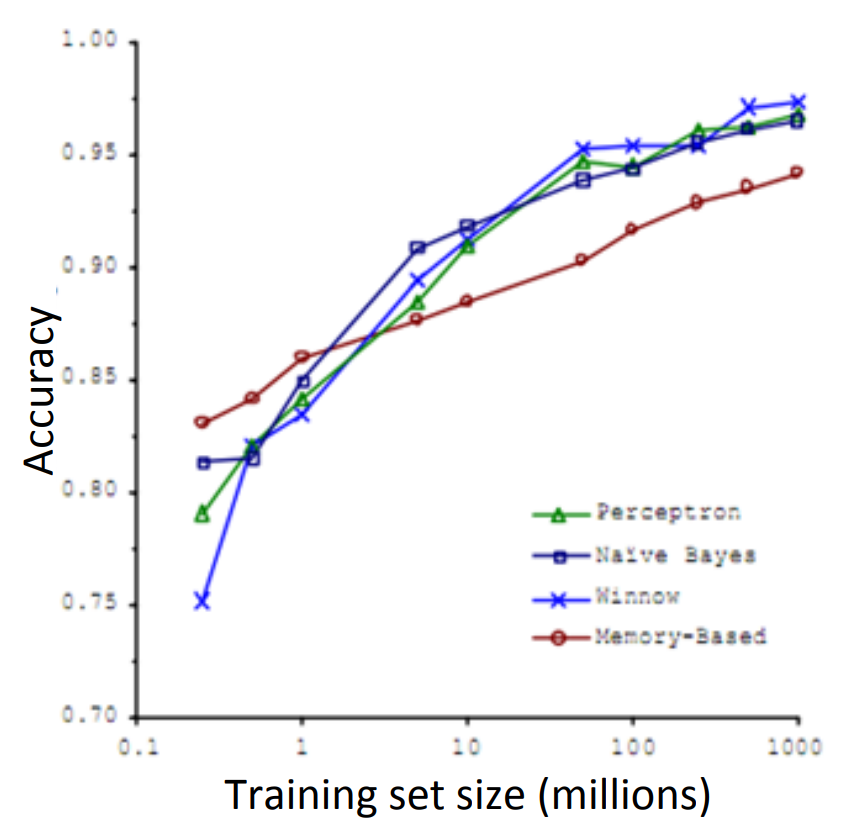 1.00
0.95
0.90
0.85
0.80
0.75
0.70
Accuracy
0.1 1 10 100 1000
Training set size (millions)
Perceptron
Naïve Bayes
Winnow
Memory-Based